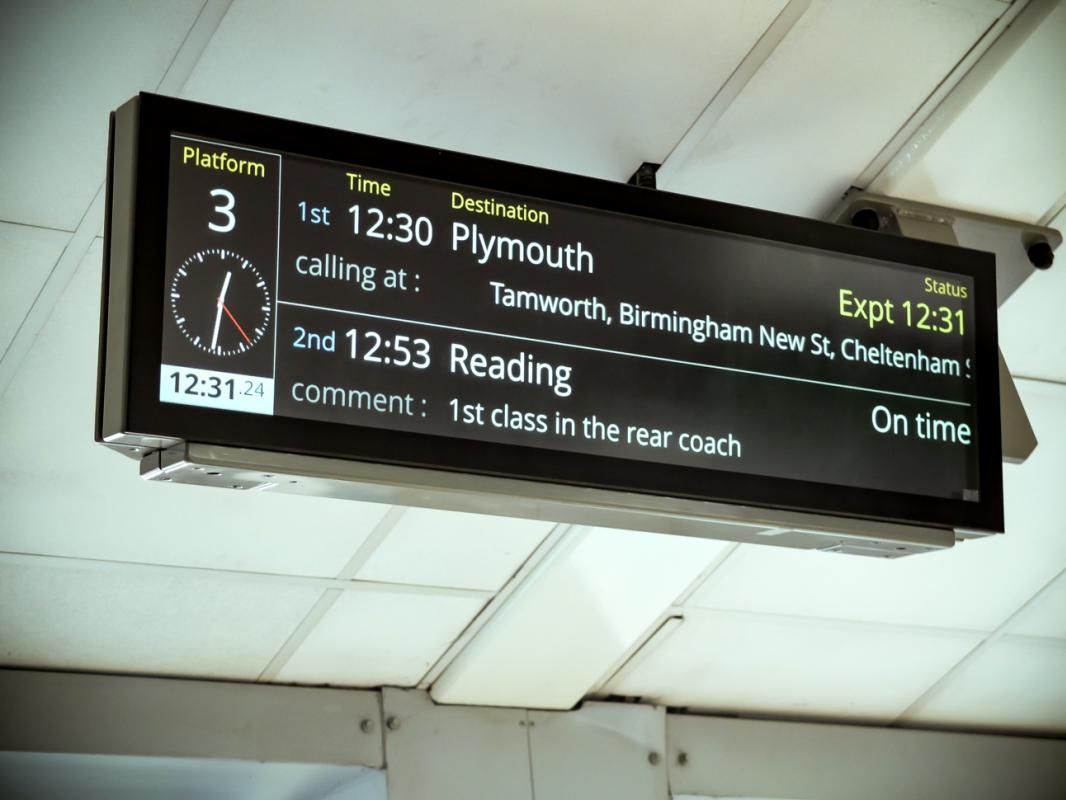 Platform
3
12:31.24
Time Destination
1st 12:30 Plymouth
Status
Expt 12:31
calling at : Tamworth, Birmingham New St, Cheltenham
2nd 12:53 Reading On time
comment : 1st class in the rear coach